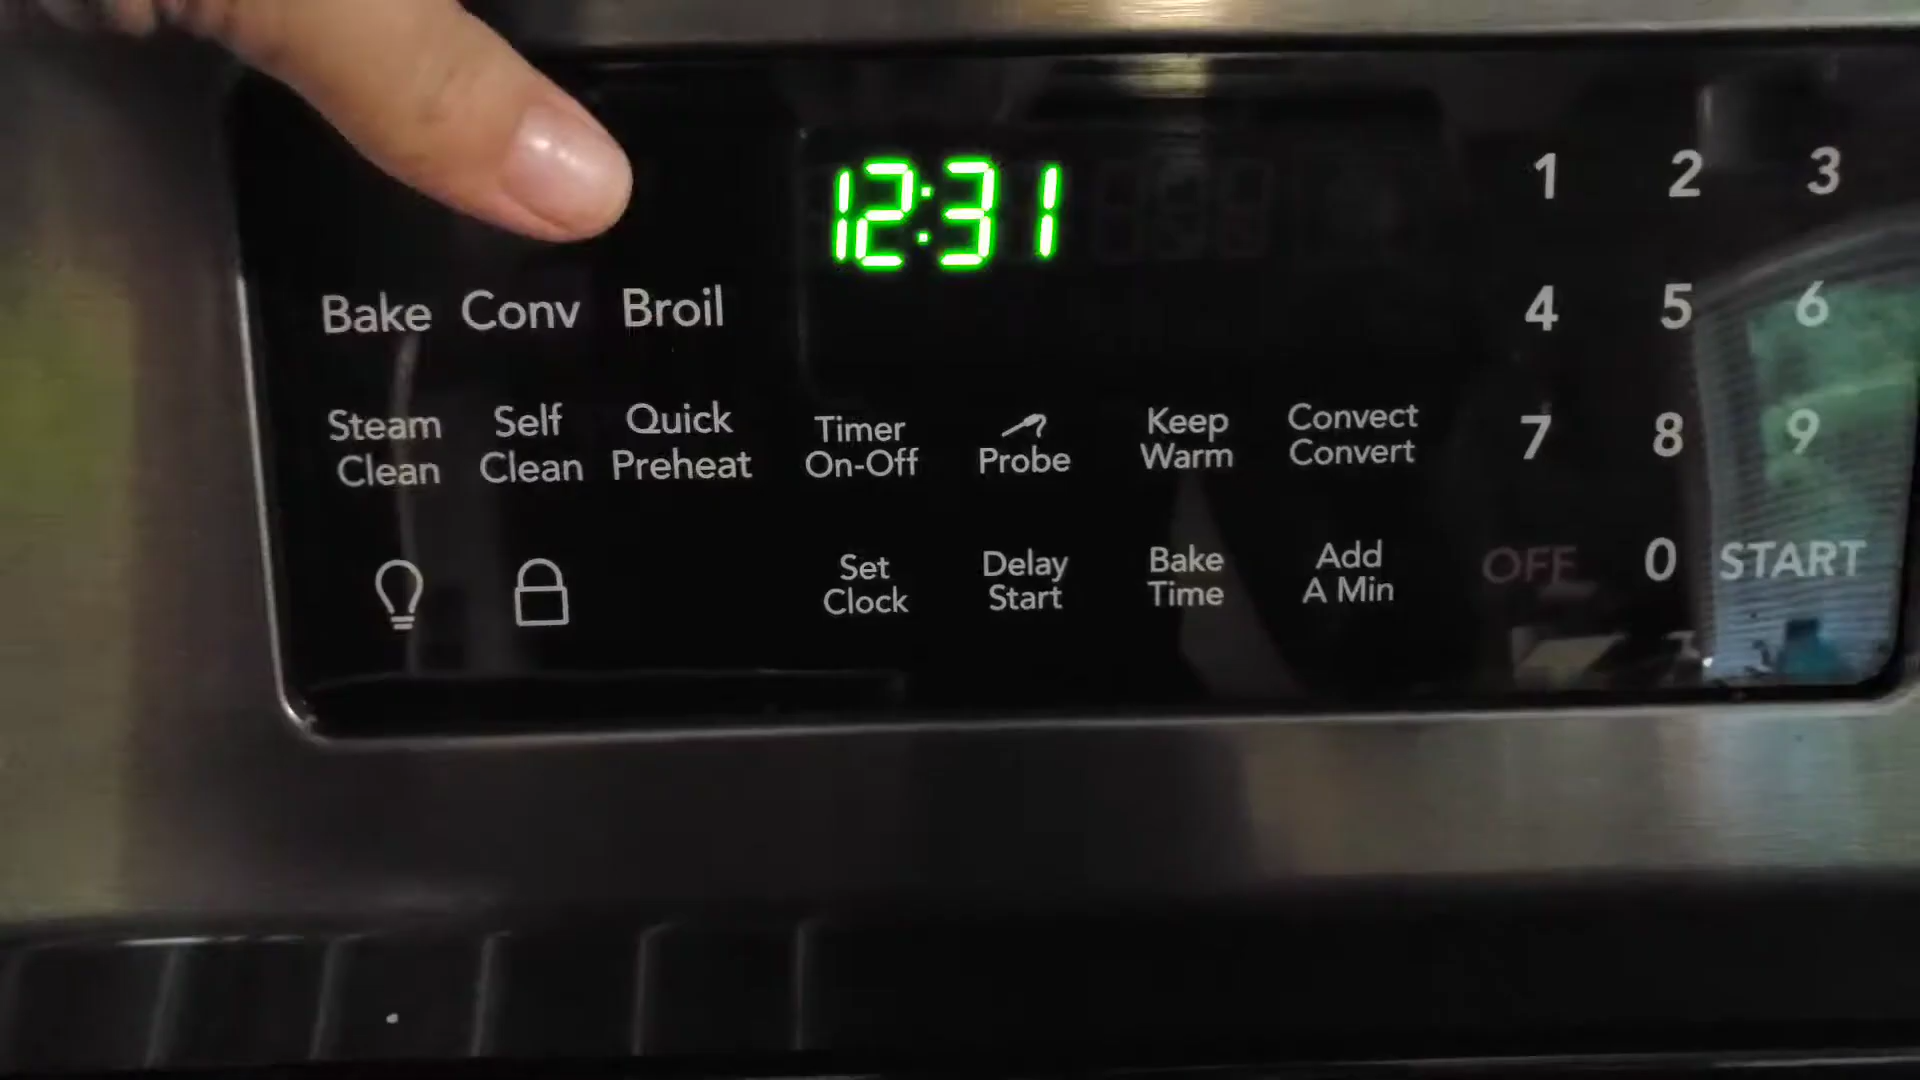 12:31
1 2 3
Bake Conv Broil
4 5 6
Steam Clean
Self Clean
Quick Preheat
Timer On-Off
Probe
Keep Warm
Convect Convert
7 8 9
Set Clock
Delay Start
Bake Time
Add A Min
OFF 0 START